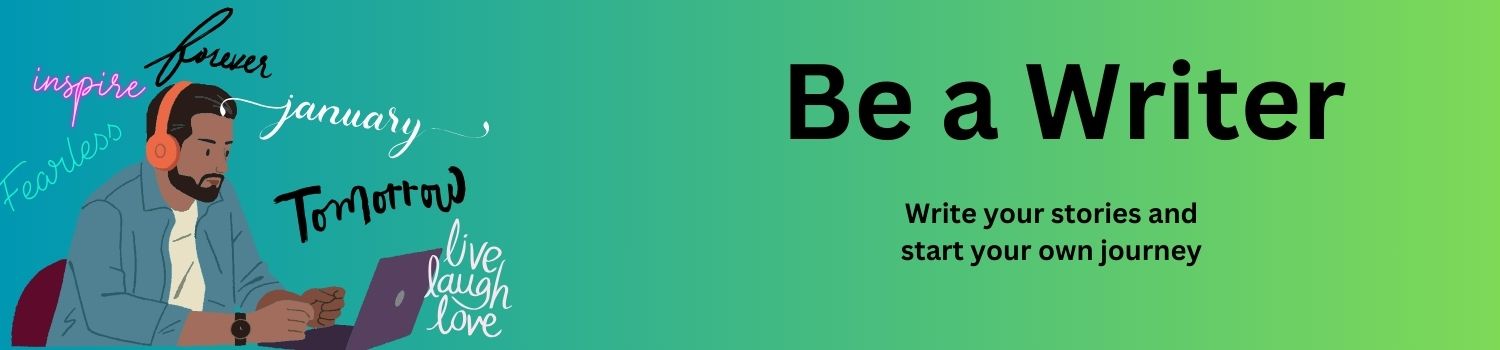 forever
inspire
january
Fearless
Tomorrow
live
laugh
love
Be a Writer
Write your stories and
start your own journey